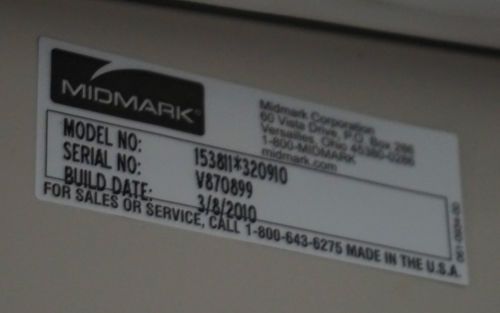 MIDMARK®
Midmark Corporation
60 Vista Drive, P.O. Box 286
Versailles, Ohio 45380-0286
1-800-MIDMARK
midmark.com
MODEL NO: 153811*320910
SERIAL NO: V870899
BUILD DATE: 3/8/2010
FOR SALES OR SERVICE, CALL 1-800-643-6275 MADE IN THE U.S.A.